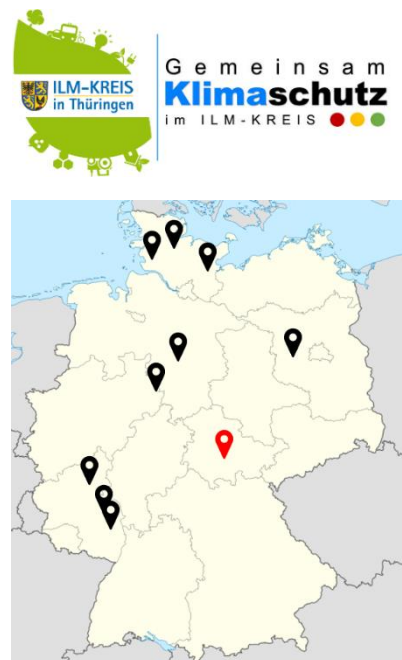 ILM-KREIS
in Thüringen
Gemeinsam
Klimaschutz
im ILM-KREIS